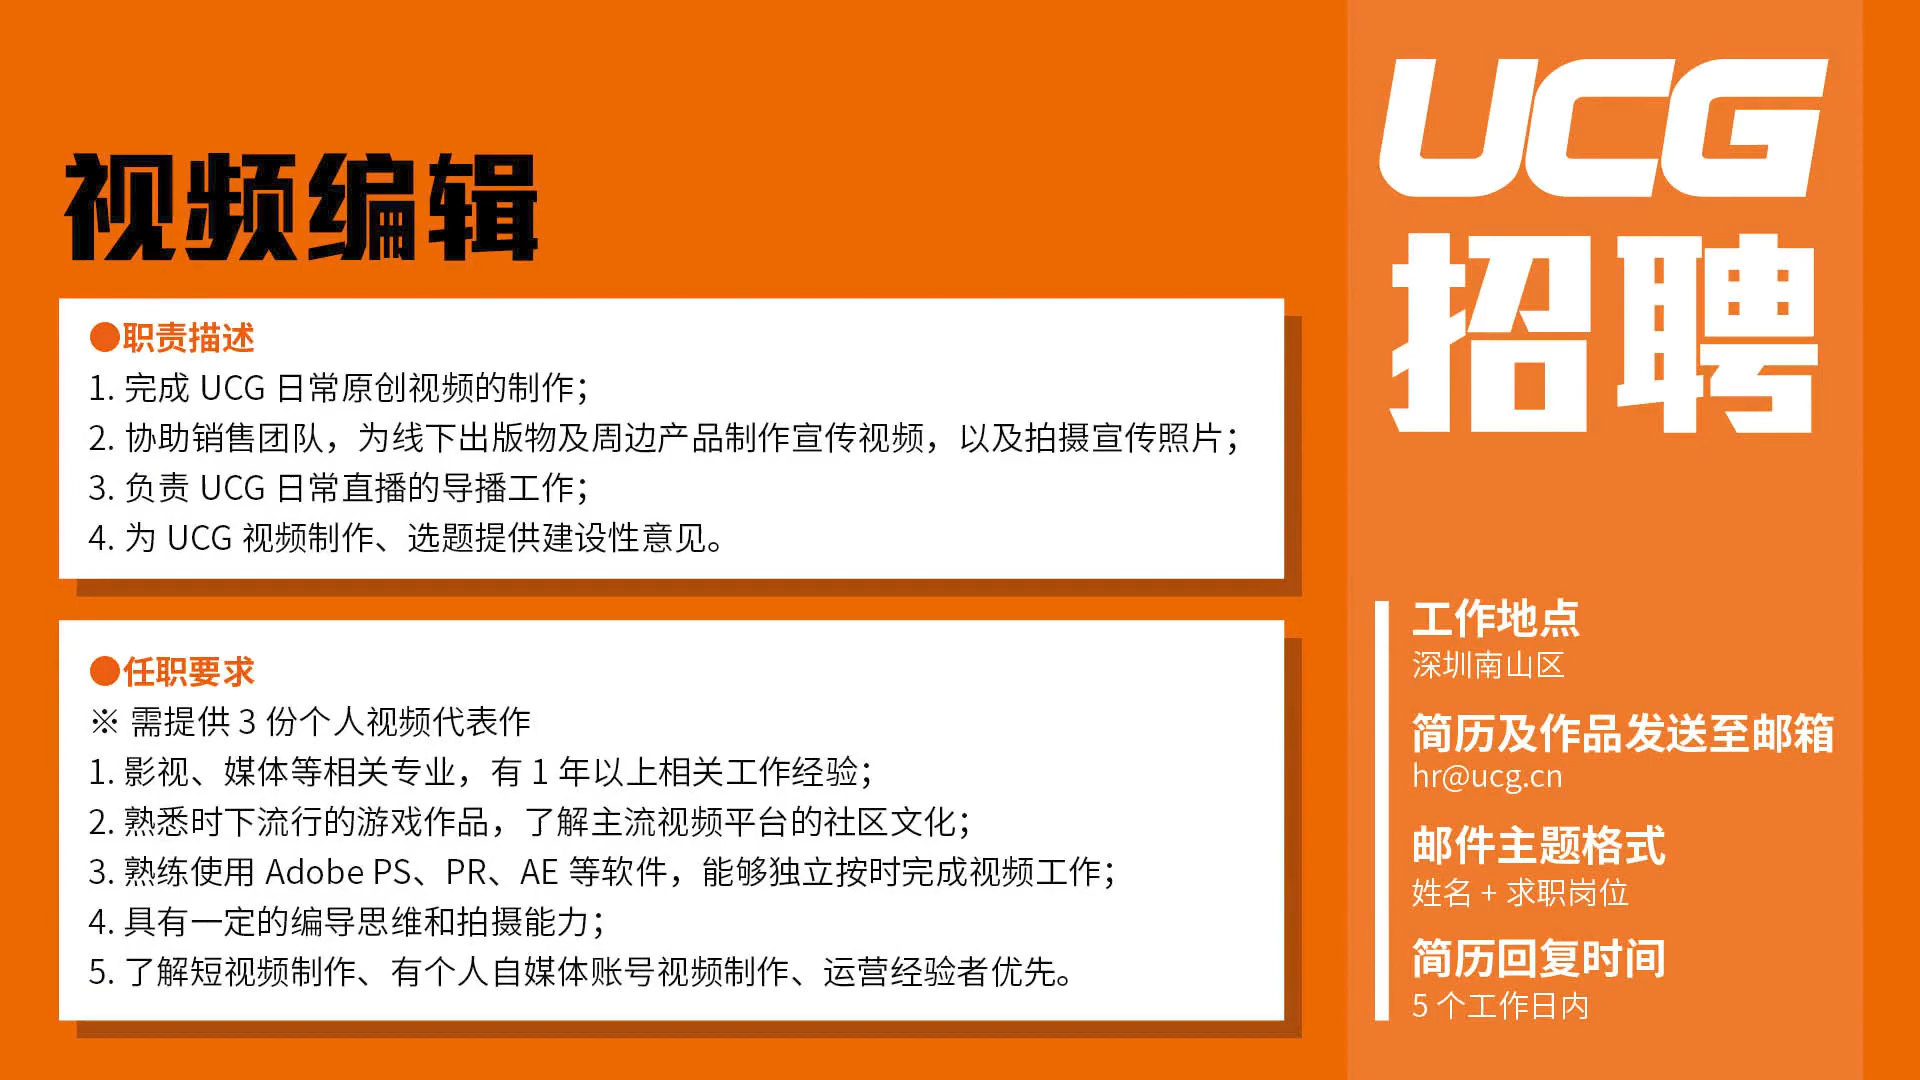 视频编辑
●职责描述
1. 完成 UCG 日常原创视频的制作；
2. 协助销售团队，为线下出版物及周边产品制作宣传视频，以及拍摄宣传照片；
3. 负责 UCG 日常直播的导播工作；
4. 为 UCG 视频制作、选题提供建设性意见。
●任职要求
※ 需提供 3 份个人视频代表作
1. 影视、媒体等相关专业，有 1 年以上相关工作经验；
2. 熟悉时下流行的游戏作品，了解主流视频平台的社区文化；
3. 熟练使用 Adobe PS、PR、AE 等软件，能够独立按时完成视频工作；
4. 具有一定的编导思维和拍摄能力；
5. 了解短视频制作、有个人自媒体账号视频制作、运营经验者优先。
UCG
招聘
工作地点
深圳南山区
简历及作品发送至邮箱
hr@ucg.cn
邮件主题格式
姓名 + 求职岗位
简历回复时间
5 个工作日内